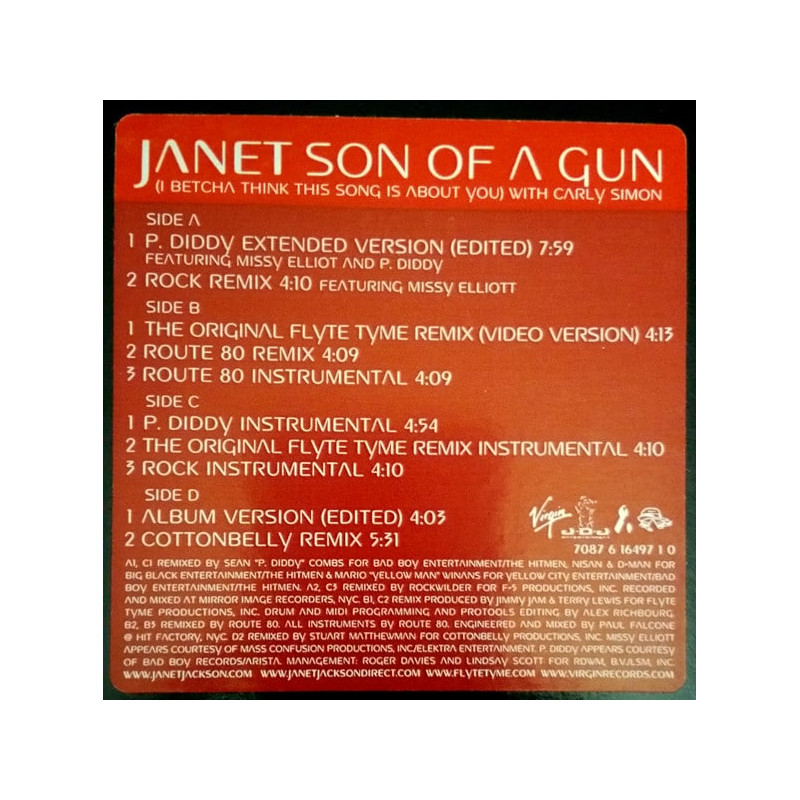 JANET SON OF A GUN
(I BETCHA THINK THIS SONG IS ABOUT YOU) WITH CARLY SIMON
SIDE A
1 P. DIDDY EXTENDED VERSION (EDITED) 7:59
FEATURING MISSY ELLIOT AND P. DIDDY
2 ROCK REMIX 4:10 FEATURING MISSY ELLIOTT
SIDE B
1 THE ORIGINAL FLYTE TYME REMIX (VIDEO VERSION) 4:13
2 ROUTE 80 REMIX 4:09
3 ROUTE 80 INSTRUMENTAL 4:09
SIDE C
1 P. DIDDY INSTRUMENTAL 4:54
2 THE ORIGINAL FLYTE TYME REMIX INSTRUMENTAL 4:10
3 ROCK INSTRUMENTAL 4:10
SIDE D
1 ALBUM VERSION (EDITED) 4:03
2 COTTONBELLY REMIX 5:31
Virgin J-D-J ENTERTAINMENT
7087 6 16497 1 0
A1, C1 REMIXED BY SEAN "P. DIDDY" COMBS FOR BAD BOY ENTERTAINMENT/THE HITMEN, NISAN & D-MAN FOR
BIG BLACK ENTERTAINMENT/THE HITMEN & MARIO "YELLOW MAN" WINANS FOR YELLOW CITY ENTERTAINMENT/BAD
BOY ENTERTAINMENT/THE HITMEN. A2, C3 REMIXED BY ROCKWILDER FOR F-5 PRODUCTIONS, INC. RECORDED
AND MIXED AT MIRROR IMAGE RECORDERS, NYC. B1, C2 REMIX PRODUCED BY JIMMY JAM & TERRY LEWIS FOR FLYTE
TYME PRODUCTIONS, INC. DRUM AND MIDI PROGRAMMING AND PROTOOLS EDITING BY ALEX RICHBOURG.
B2, B3 REMIXED BY ROUTE 80. ALL INSTRUMENTS BY ROUTE 80. ENGINEERED AND MIXED BY PAUL FALCONE
@ HIT FACTORY, NYC. D2 REMIXED BY STUART MATTHEWMAN FOR COTTONBELLY PRODUCTIONS, INC. MISSY ELLIOTT
APPEARS COURTESY OF MASS CONFUSION PRODUCTIONS, INC/ELEKTRA ENTERTAINMENT. P. DIDDY APPEARS COURTESY
OF BAD BOY RECORDS/ARISTA. MANAGEMENT: ROGER DAVIES AND LINDSAY SCOTT FOR RDWM, B.V./LSM, INC.
WWW.JANETJACKSON.COM WWW.JANETJACKSONDIRECT.COM WWW.FLYTETYME.COM WWW.VIRGINRECORDS.COM